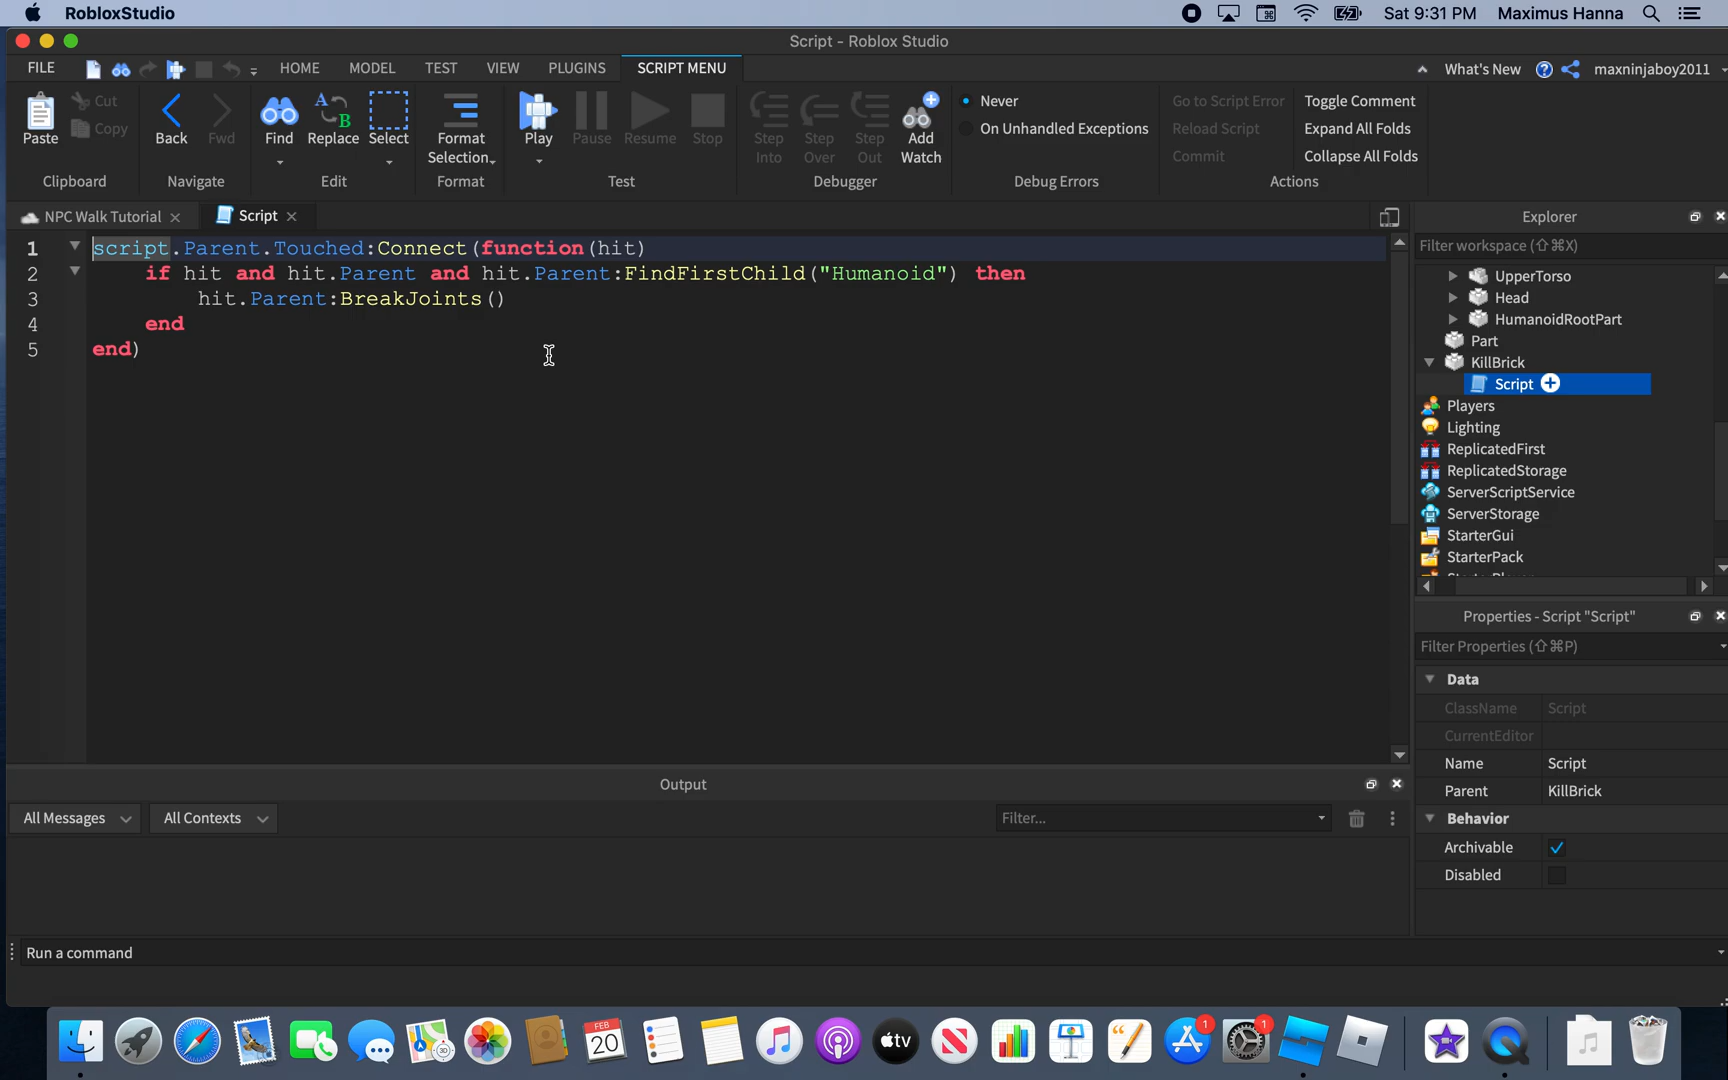 RobloxStudio
Sat 9:31 PM
Maximus Hanna
Script - Roblox Studio
FILE
HOME
MODEL
TEST
VIEW
PLUGINS
SCRIPT MENU
What's New
maxninjaboy2011
Paste
Cut
Copy
Clipboard
Back
Fwd
Navigate
Find
Replace
Select
Edit
Format
Selection
Format
Play
Pause
Resume
Stop
Test
Step
Into
Step
Over
Step
Out
Add
Watch
Debugger
Never
On Unhandled Exceptions
Debug Errors
Go to Script Error
Reload Script
Commit
Toggle Comment
Expand All Folds
Collapse All Folds
Actions
NPC Walk Tutorial
Script
1 script.Parent.Touched:Connect(function(hit)
2 if hit and hit.Parent and hit.Parent:FindFirstChild("Humanoid") then
3 hit.Parent:BreakJoints()
4 end
5 end)
Explorer
Filter workspace (⇧⌘X)
UpperTorso
Head
HumanoidRootPart
Part
KillBrick
Script
Players
Lighting
ReplicatedFirst
ReplicatedStorage
ServerScriptService
ServerStorage
StarterGui
StarterPack
Properties - Script "Script"
Filter Properties (⇧⌘P)
Data
ClassName Script
CurrentEditor
Name Script
Parent KillBrick
Behavior
Archivable
Disabled
Output
All Messages
All Contexts
Filter...
Run a command
FEB
20
3D
tv
1
1